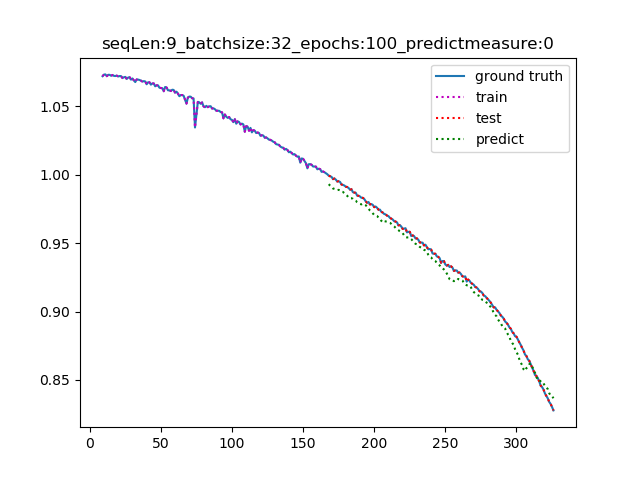 seqLen:9_batchsize:32_epochs:100_predictmeasure:0
ground truth
train
test
predict
1.05
1.00
0.95
0.90
0.85
0 50 100 150 200 250 300